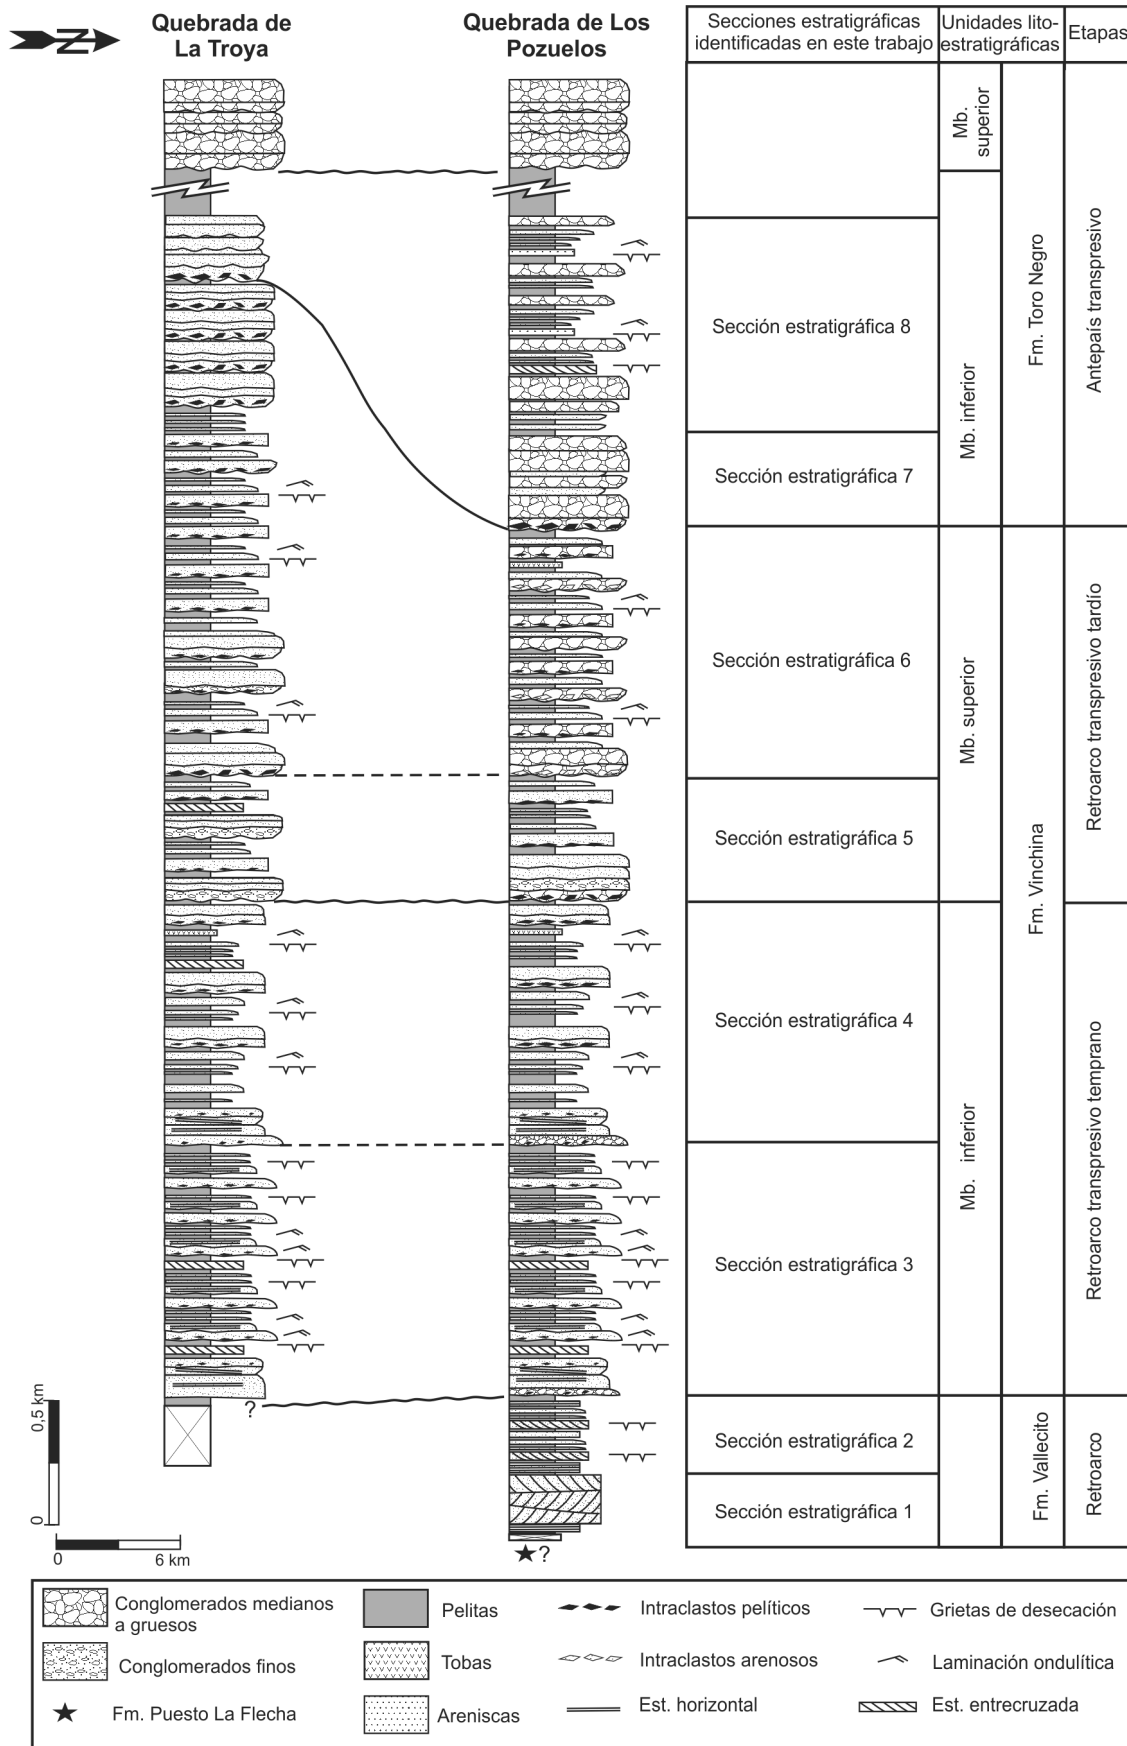 N
Quebrada de
La Troya
Quebrada de Los
Pozuelos
Secciones estratigráficas
identificadas en este trabajo
Unidades lito-
estratigráficas
Etapas
Mb.
superior
Sección estratigráfica 8
Mb. inferior
Fm. Toro Negro
Antepaís transpresivo
Sección estratigráfica 7
Sección estratigráfica 6
Mb. superior
Retroarco transpresivo tardío
Sección estratigráfica 5
Fm. Vinchina
Sección estratigráfica 4
Mb. inferior
Retroarco transpresivo temprano
Sección estratigráfica 3
Sección estratigráfica 2
Fm. Vallecito
Retroarco
Sección estratigráfica 1
?
?
0,5 km
0
0
6 km
Conglomerados medianos
a gruesos
Pelitas
Intraclastos pelíticos
Grietas de desecación
Conglomerados finos
Tobas
Intraclastos arenosos
Laminación ondulítica
Fm. Puesto La Flecha
Areniscas
Est. horizontal
Est. entrecruzada